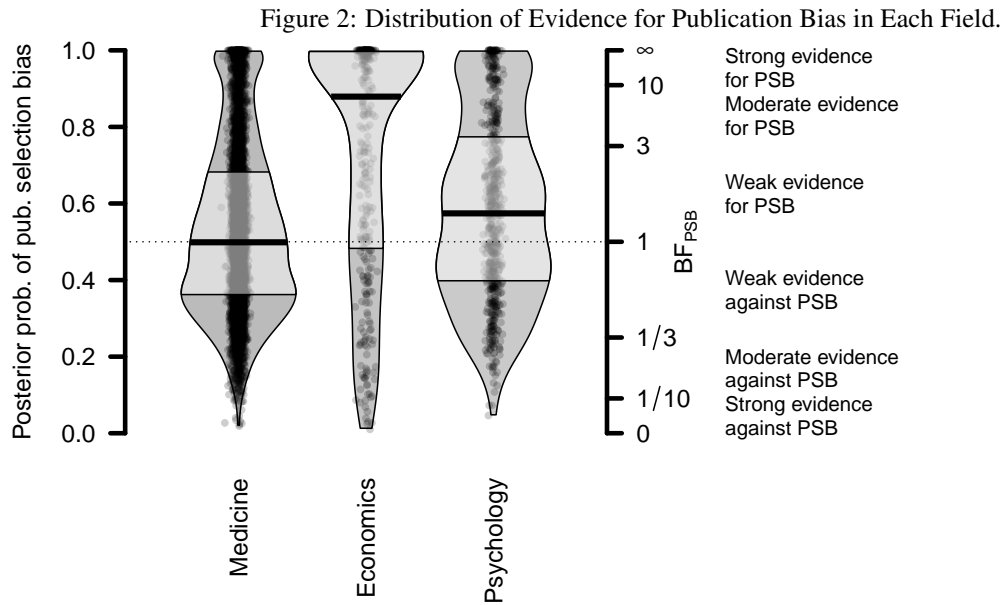 Figure 2: Distribution of Evidence for Publication Bias in Each Field.
Posterior prob. of pub. selection bias
1.0
0.8
0.6
0.4
0.2
0.0
Medicine
Economics
Psychology
∞
10
3
1
1/3
1/10
0
BF_PSB
Strong evidence
for PSB
Moderate evidence
for PSB
Weak evidence
for PSB
Weak evidence
against PSB
Moderate evidence
against PSB
Strong evidence
against PSB